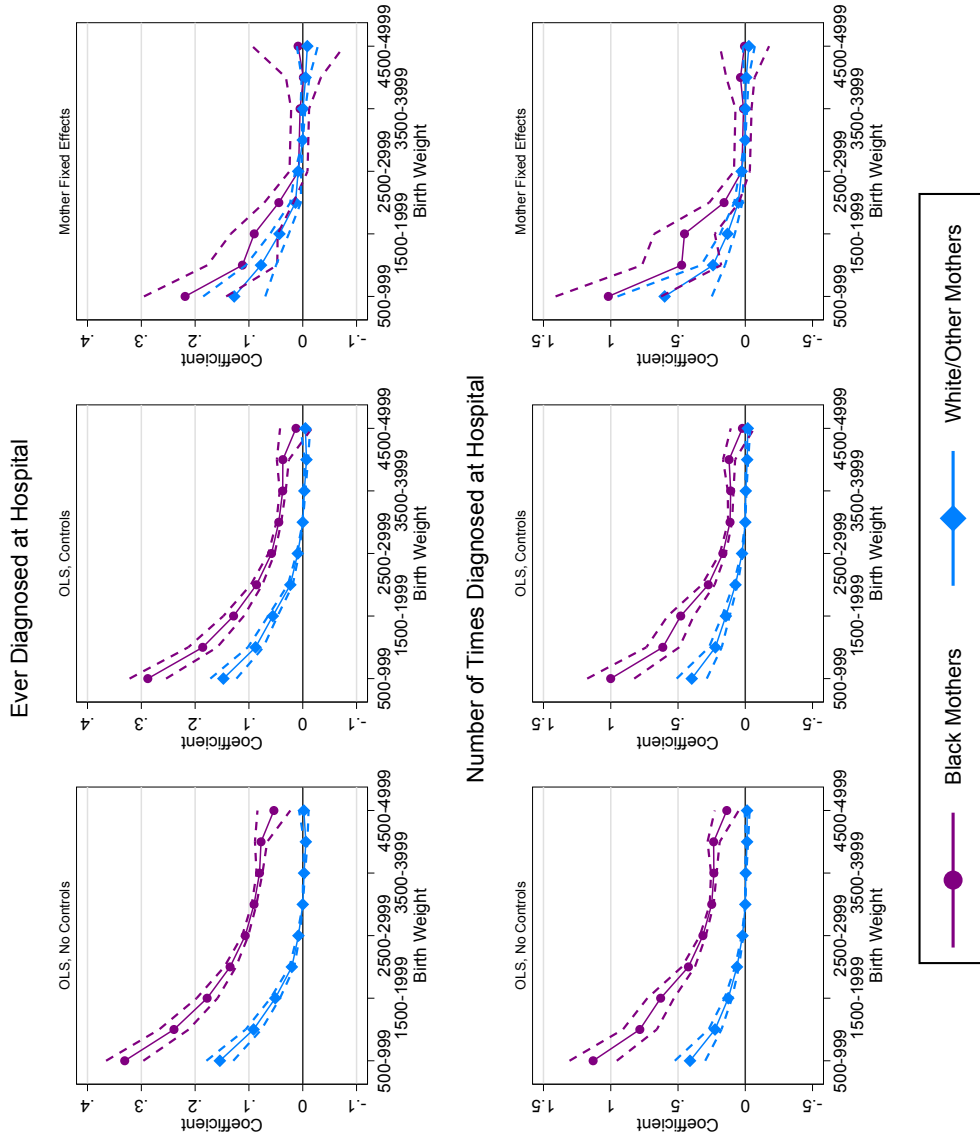 Ever Diagnosed at Hospital
OLS, No Controls
Coefficient
.4
.3
.2
.1
0
-.1
500-999
1500-1999
2500-2999
3500-3999
4500-4999
Birth Weight
OLS, Controls
Coefficient
.4
.3
.2
.1
0
-.1
500-999
1500-1999
2500-2999
3500-3999
4500-4999
Birth Weight
Mother Fixed Effects
Coefficient
.4
.3
.2
.1
0
-.1
500-999
1500-1999
2500-2999
3500-3999
4500-4999
Birth Weight
Number of Times Diagnosed at Hospital
OLS, No Controls
Coefficient
1.5
1
.5
0
-.5
500-999
1500-1999
2500-2999
3500-3999
4500-4999
Birth Weight
OLS, Controls
Coefficient
1.5
1
.5
0
-.5
500-999
1500-1999
2500-2999
3500-3999
4500-4999
Birth Weight
Mother Fixed Effects
Coefficient
1.5
1
.5
0
-.5
500-999
1500-1999
2500-2999
3500-3999
4500-4999
Birth Weight
Black Mothers
White/Other Mothers